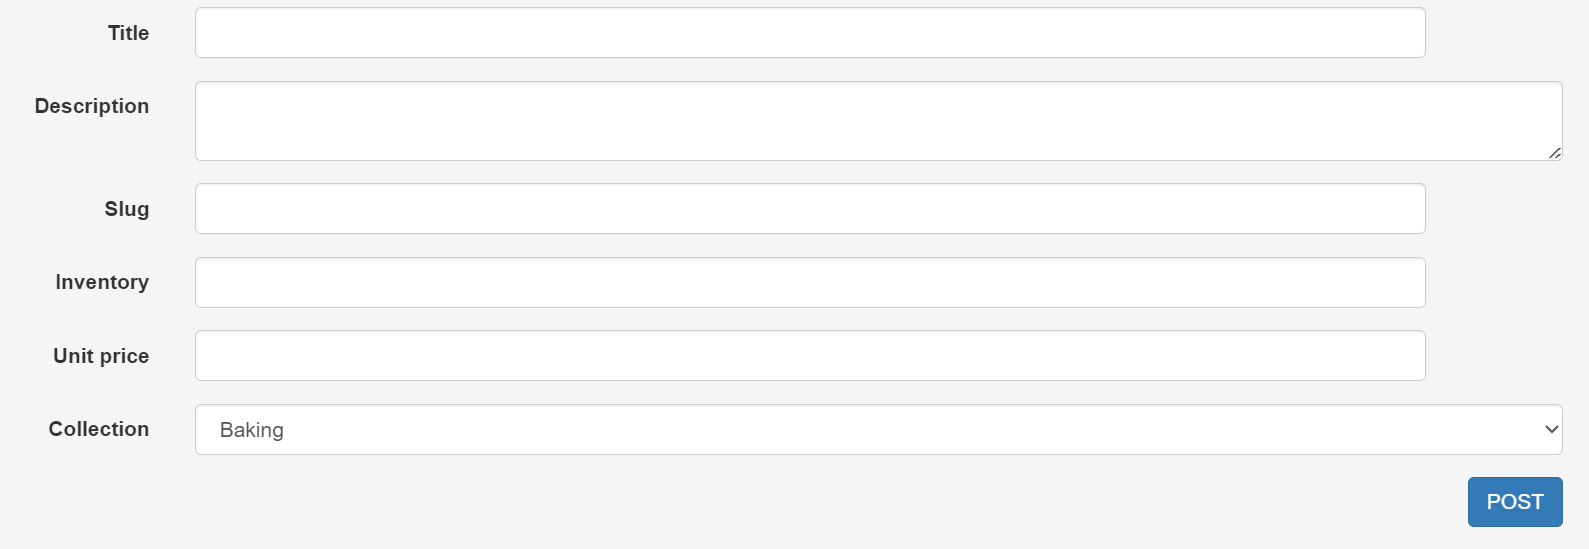 Title
Description
Slug
Inventory
Unit price
Collection
Baking
POST